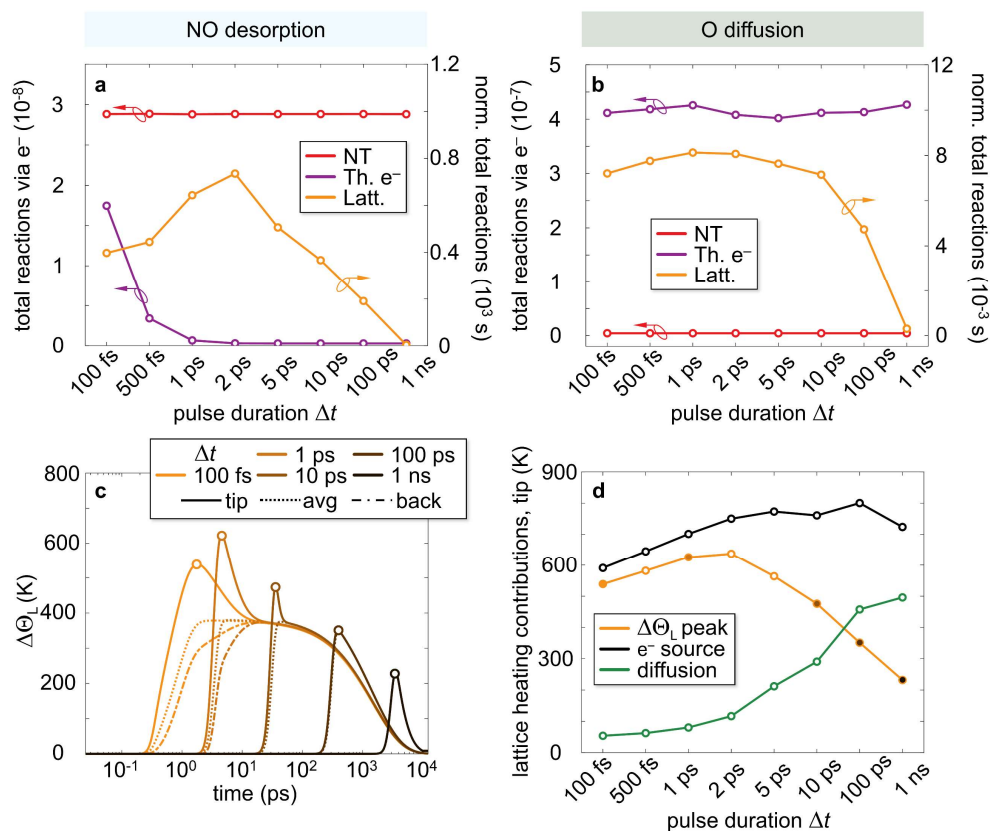 NO desorption
O diffusion
a
total reactions via e⁻ (10⁻⁸)
3
2
1
0
1.2
0.8
0.4
0
norm. total reactions (10³ s)
NT
Th. e⁻
Latt.
100 fs
500 fs
1 ps
2 ps
5 ps
10 ps
100 ps
1 ns
pulse duration Δt
b
total reactions via e⁻ (10⁻⁷)
5
4
3
2
1
0
12
8
4
0
norm. total reactions (10⁻³ s)
NT
Th. e⁻
Latt.
100 fs
500 fs
1 ps
2 ps
5 ps
10 ps
100 ps
1 ns
pulse duration Δt
c
Δt
1 ps
100 ps
100 fs
10 ps
1 ns
tip
avg
back
ΔΘL (K)
800
600
400
200
0
10⁻¹
10⁰
10¹
10²
10³
10⁴
time (ps)
d
lattice heating contributions, tip (K)
900
600
300
0
ΔΘL peak
e⁻ source
diffusion
100 fs
500 fs
1 ps
2 ps
5 ps
10 ps
100 ps
1 ns
pulse duration Δt